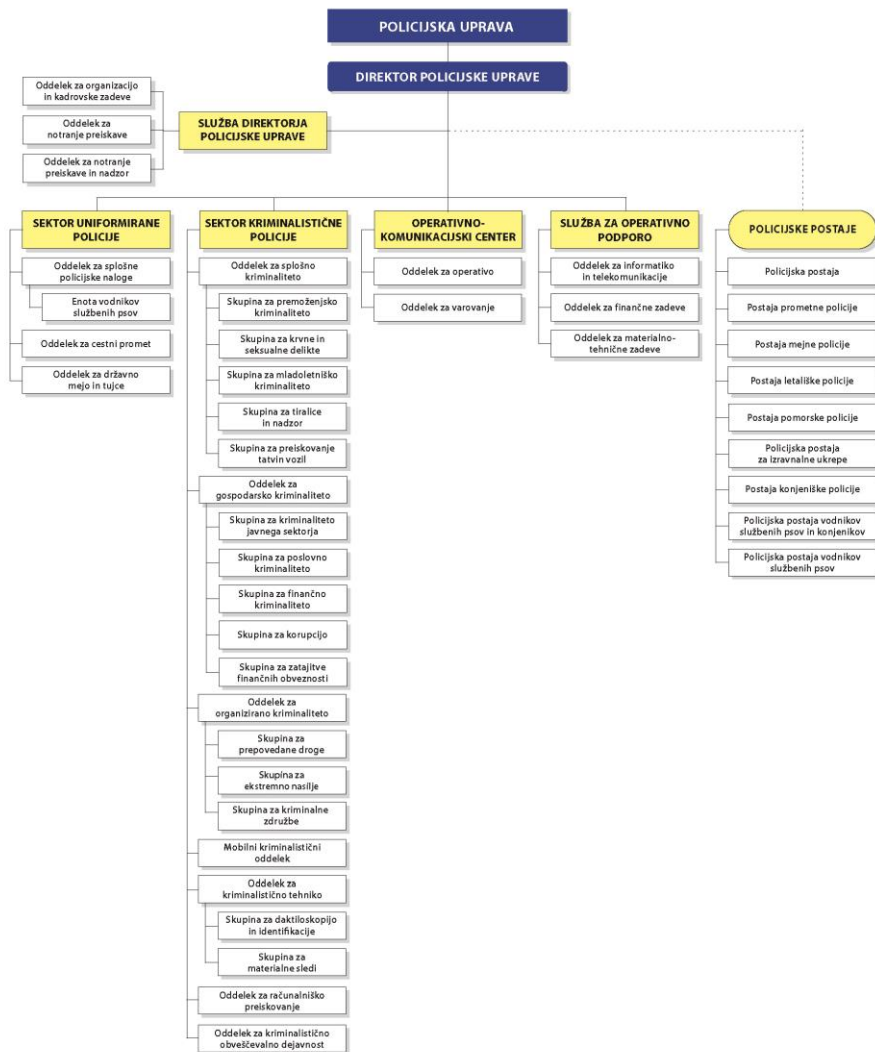 POLICIJSKA UPRAVA
DIREKTOR POLICIJSKE UPRAVE
Oddelek za organizacijo
in kadrovske zadeve
Oddelek za
notranje preiskave
Oddelek za notranje
preiskave in nadzor
SLUŽBA DIREKTORJA
POLICIJSKE UPRAVE
SEKTOR UNIFORMIRANE
POLICIJE
Oddelek za splošne
policijske naloge
Enota vodnikov
službenih psov
Oddelek za cestni promet
Oddelek za državno
mejo in tujce
SEKTOR KRIMINALISTIČNE
POLICIJE
Oddelek za splošno
kriminaliteto
Skupina za premoženjsko
kriminaliteto
Skupina za krvne in
seksualne delikte
Skupina za mladoletniško
kriminaliteto
Skupina za tiralice
in nadzor
Skupina za preiskovanje
tatvin vozil
Oddelek za
gospodarsko kriminaliteto
Skupina za kriminaliteto
javnega sektorja
Skupina za poslovno
kriminaliteto
Skupina za finančno
kriminaliteto
Skupina za korupcijo
Skupina za zatajitve
finančnih obveznosti
Oddelek za
organizirano kriminaliteto
Skupina za
prepovedane droge
Skupina za
ekstremno nasilje
Skupina za kriminalne
združbe
Mobilni kriminalistični
oddelek
Oddelek za
kriminalistično tehniko
Skupina za daktiloskopijo
in identifikacije
Skupina za
materialne sledi
Oddelek za računalniško
preiskovanje
Oddelek za kriminalistično
obveščevalno dejavnost
OPERATIVNO-
KOMUNIKACIJSKI CENTER
Oddelek za operativo
Oddelek za varovanje
SLUŽBA ZA OPERATIVNO
PODPORO
Oddelek za informatiko
in telekomunikacije
Oddelek za finančne zadeve
Oddelek za materialno-
tehnične zadeve
POLICIJSKE POSTAJE
Policijska postaja
Postaja prometne policije
Postaja mejne policije
Postaja letališke policije
Postaja pomorske policije
Policijska postaja
za izravnalne ukrepe
Postaja konjeniške policije
Policijska postaja vodnikov
službenih psov in konjenikov
Policijska postaja vodnikov
službenih psov